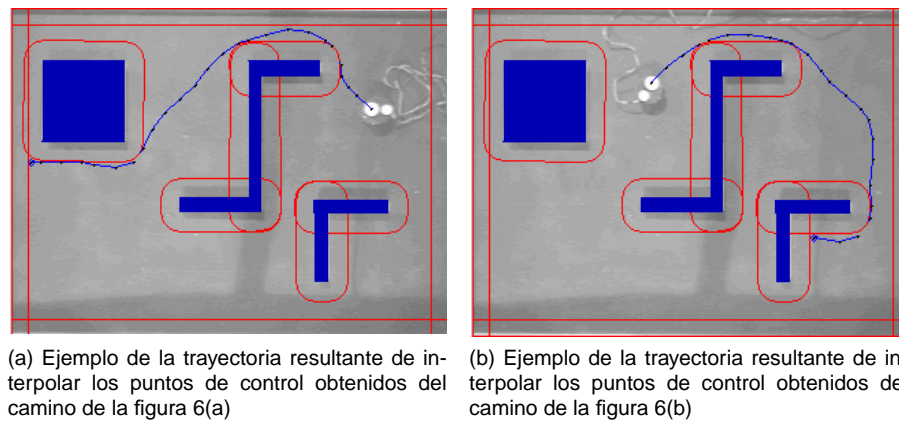 (a) Ejemplo de la trayectoria resultante de in-
terpolar los puntos de control obtenidos del
camino de la figura 6(a)
(b) Ejemplo de la trayectoria resultante de in
terpolar los puntos de control obtenidos de
camino de la figura 6(b)